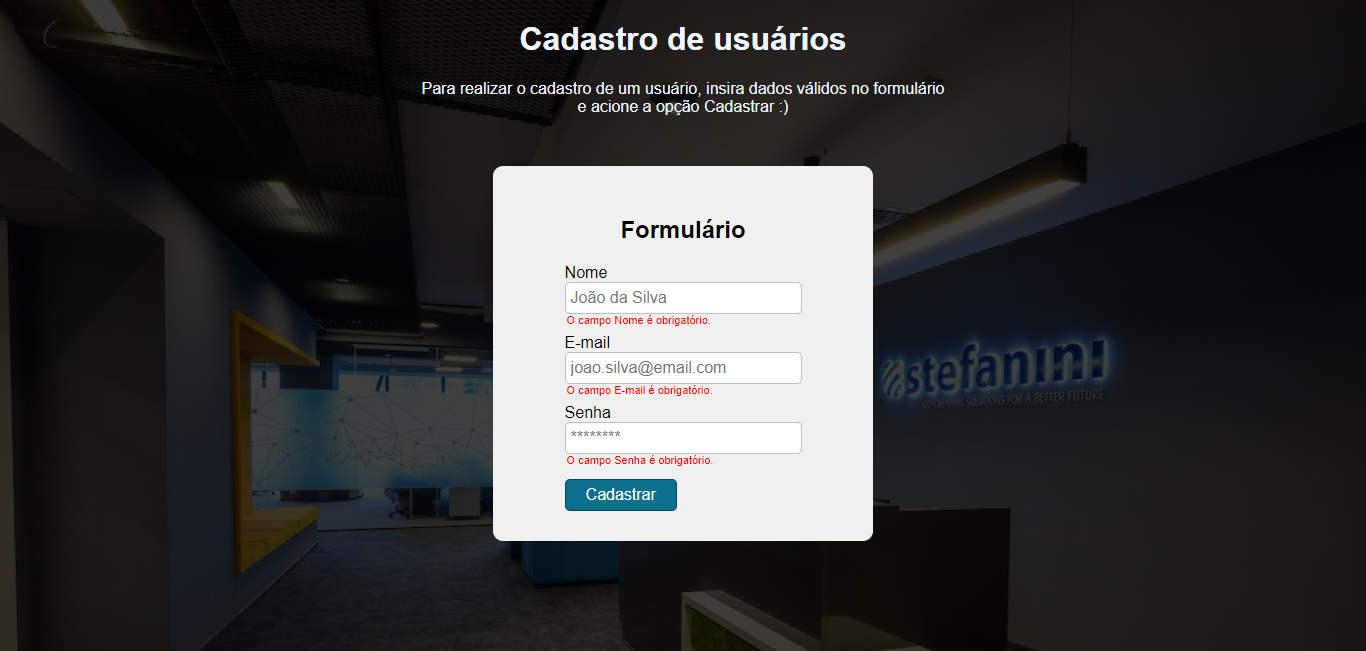 Cadastro de usuários
Para realizar o cadastro de um usuário, insira dados válidos no formulário
e acione a opção Cadastrar :)
Formulário
Nome
João da Silva
O campo Nome é obrigatório.
E-mail
joao.silva@email.com
O campo E-mail é obrigatório.
Senha
********
O campo Senha é obrigatório.
Cadastrar
stefanini
CO-CREATING SOLUTIONS FOR A BETTER FUTURE